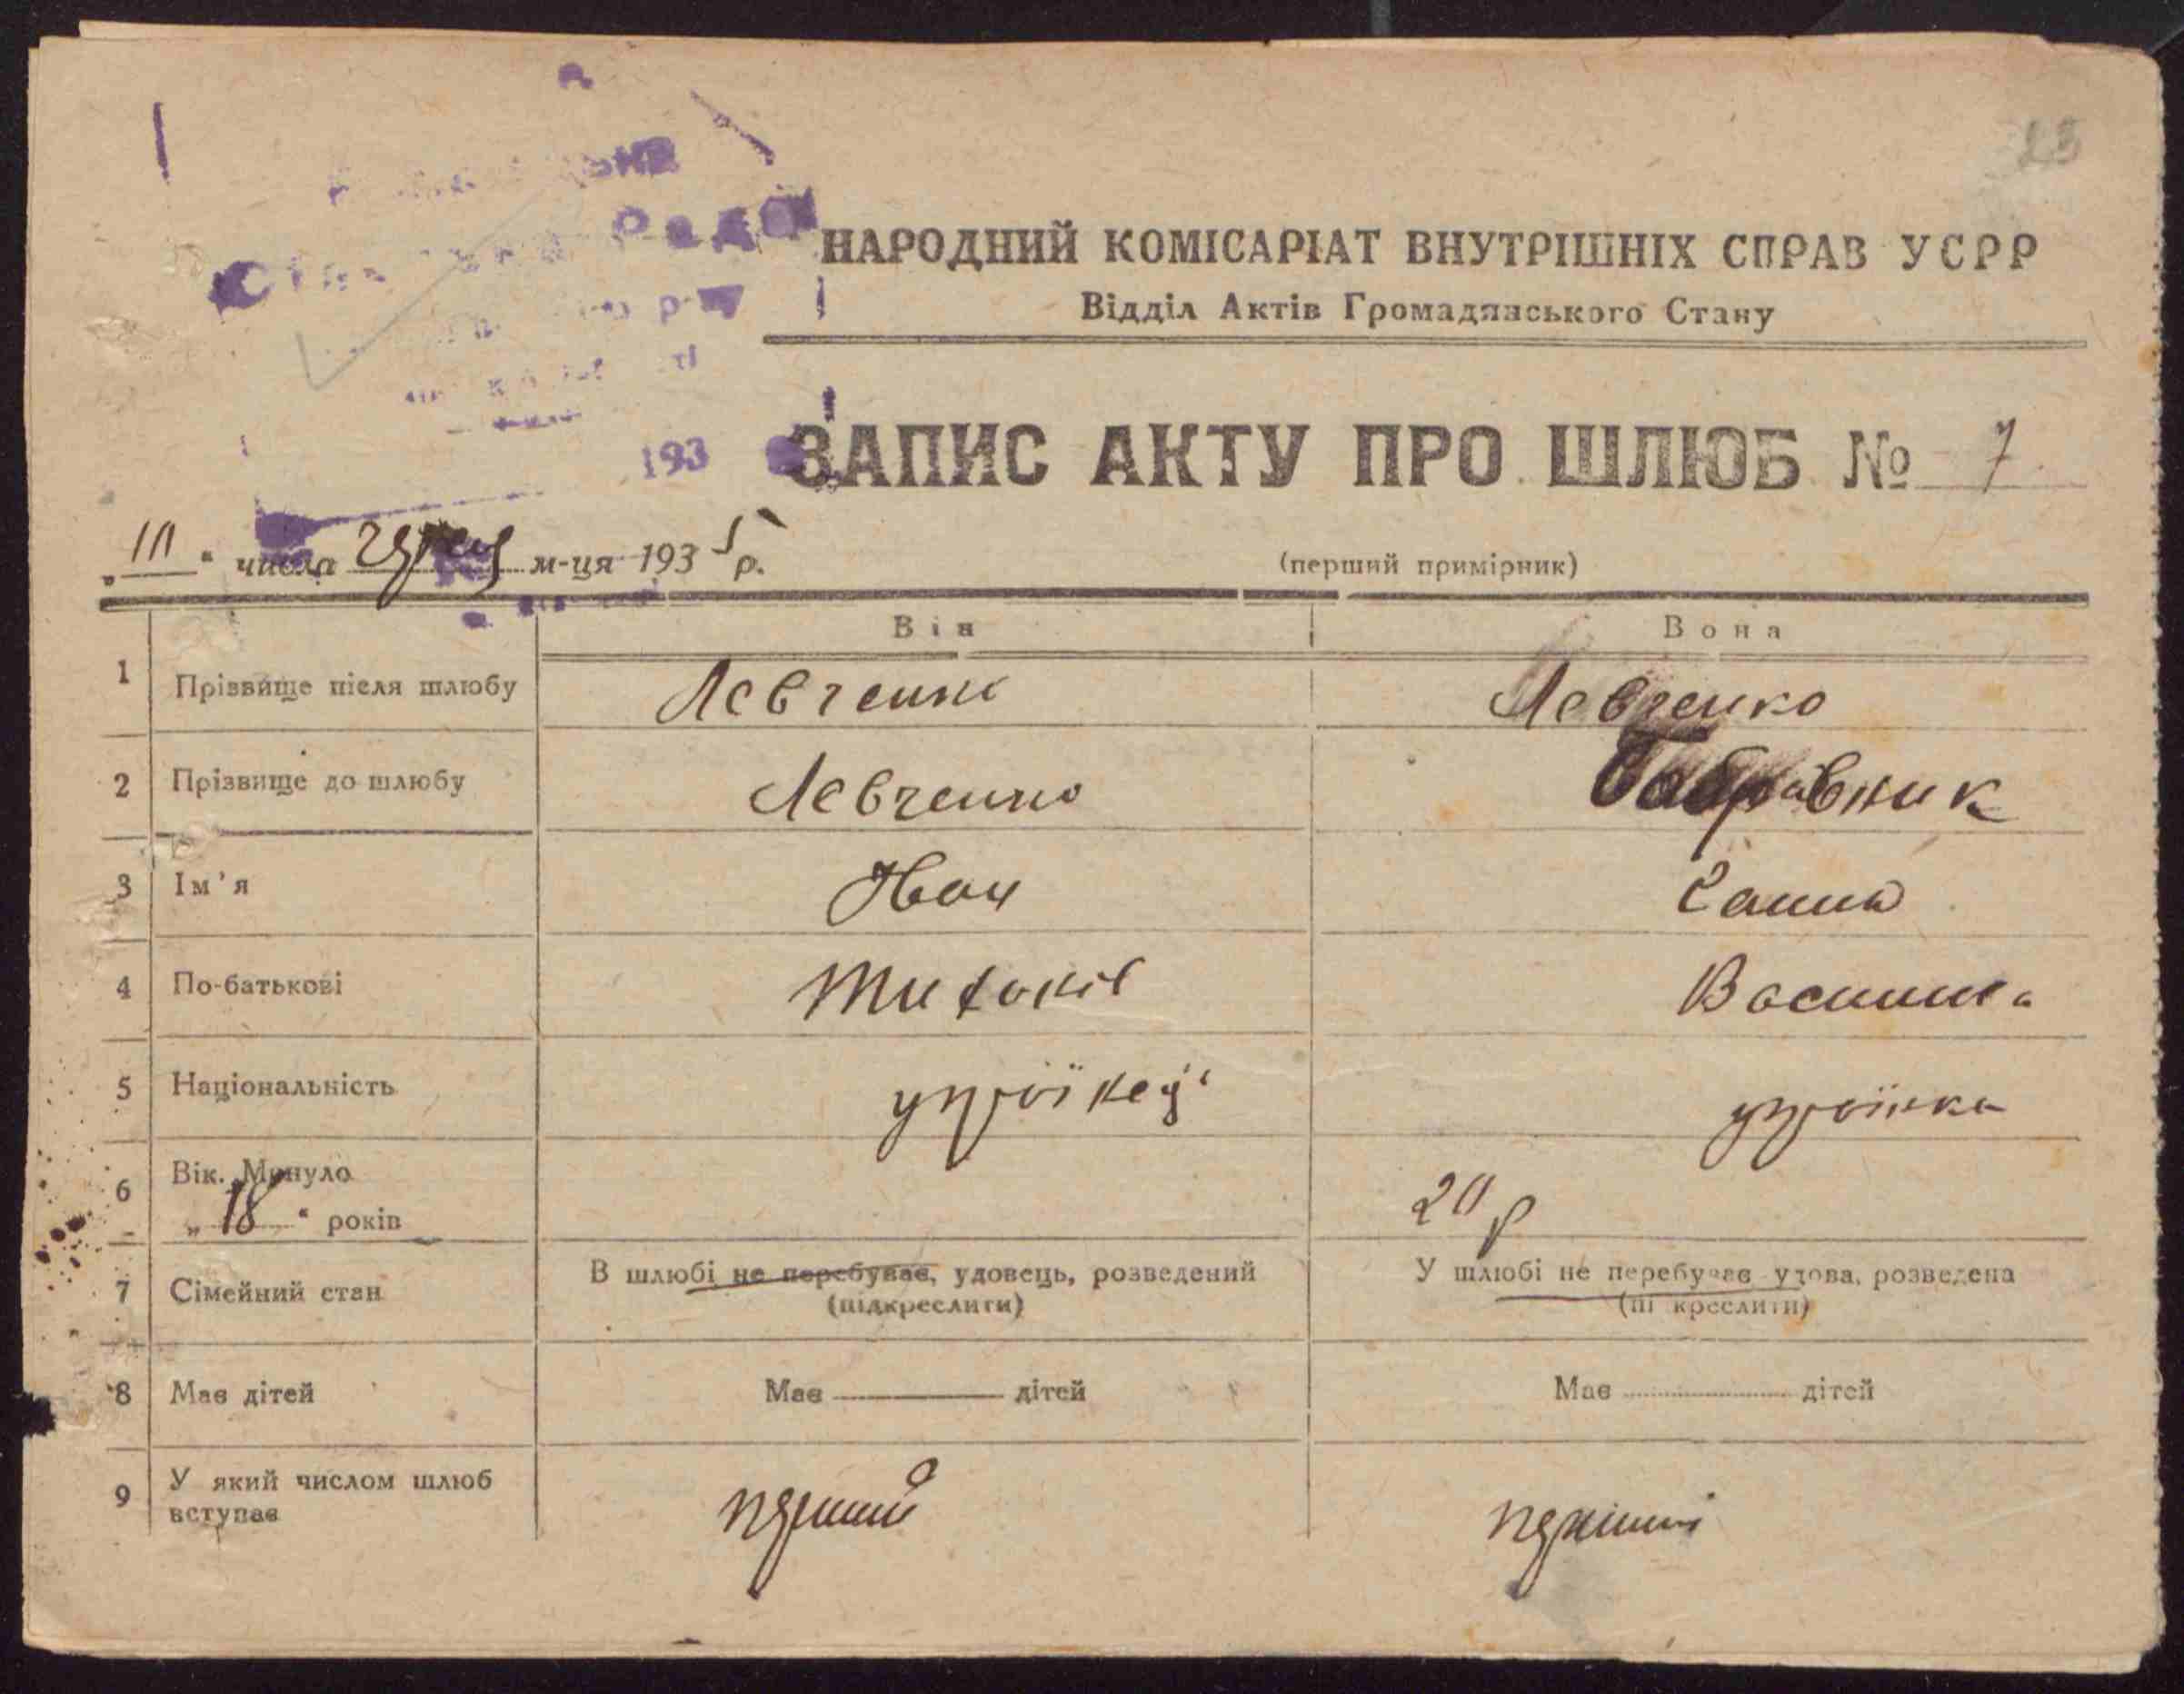 23
Рад
НАРОДНИЙ КОМІСАРІАТ ВНУТРІШНІХ СПРАВ УСРР
Відділ Актів Громадянського Стану
193
ЗАПИС АКТУ ПРО ШЛЮБ № 7
числа м-ця 1935 р.
(перший примірник)
Він Вона
1 Прізвище після шлюбу Левченко Левченко
2 Прізвище до шлюбу Левченко
3 Ім'я Іван Ганна
4 По-батькові
5 Національність українець українка
6 Вік. Минуло
„18“ років 20 р
7 Сімейний стан В шлюбі не перебуває, удовець, розведений У шлюбі не перебуває удова, розведена
(підкреслити) (підкреслити)
8 Має дітей Має дітей Має дітей
9 У який числом шлюб
вступає перший перший